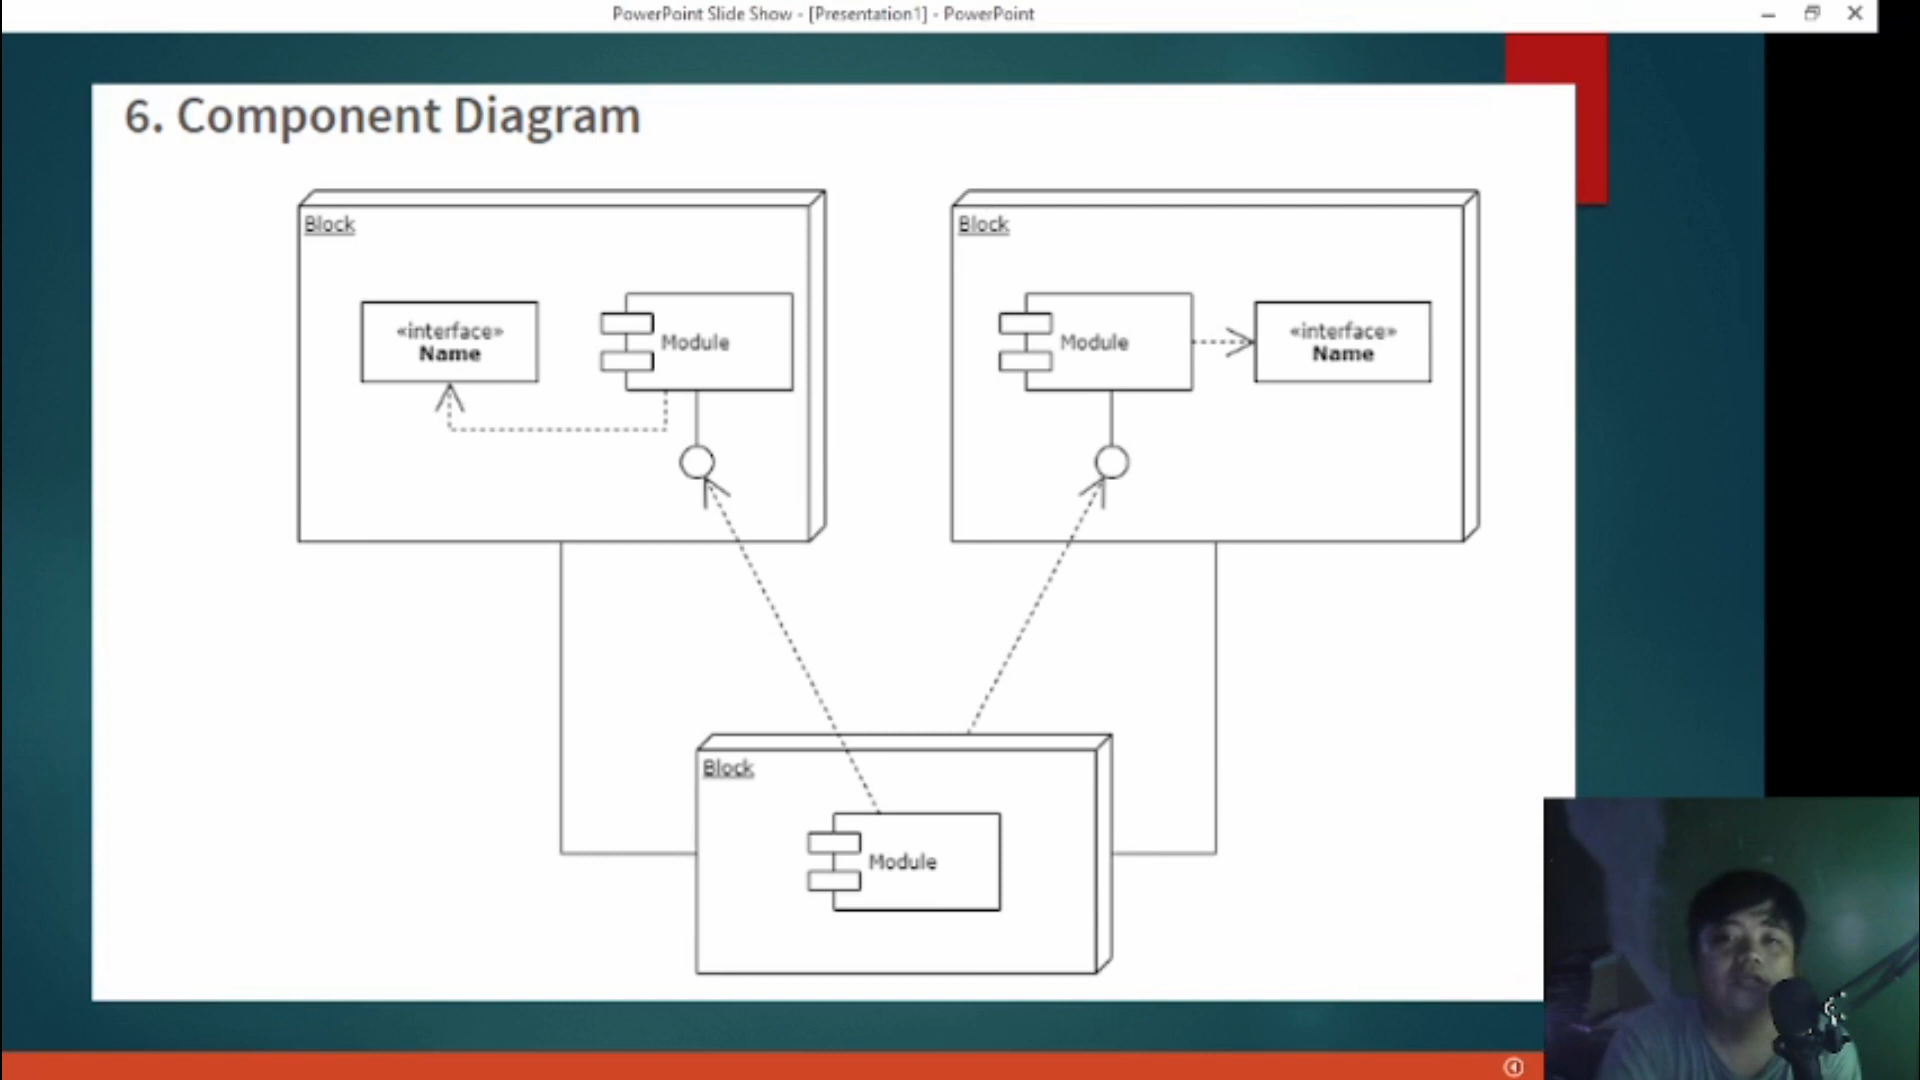 PowerPoint Slide Show - [Presentation1] - PowerPoint
6. Component Diagram
Block
«interface»
Name
Module
Block
Module
«interface»
Name
Block
Module